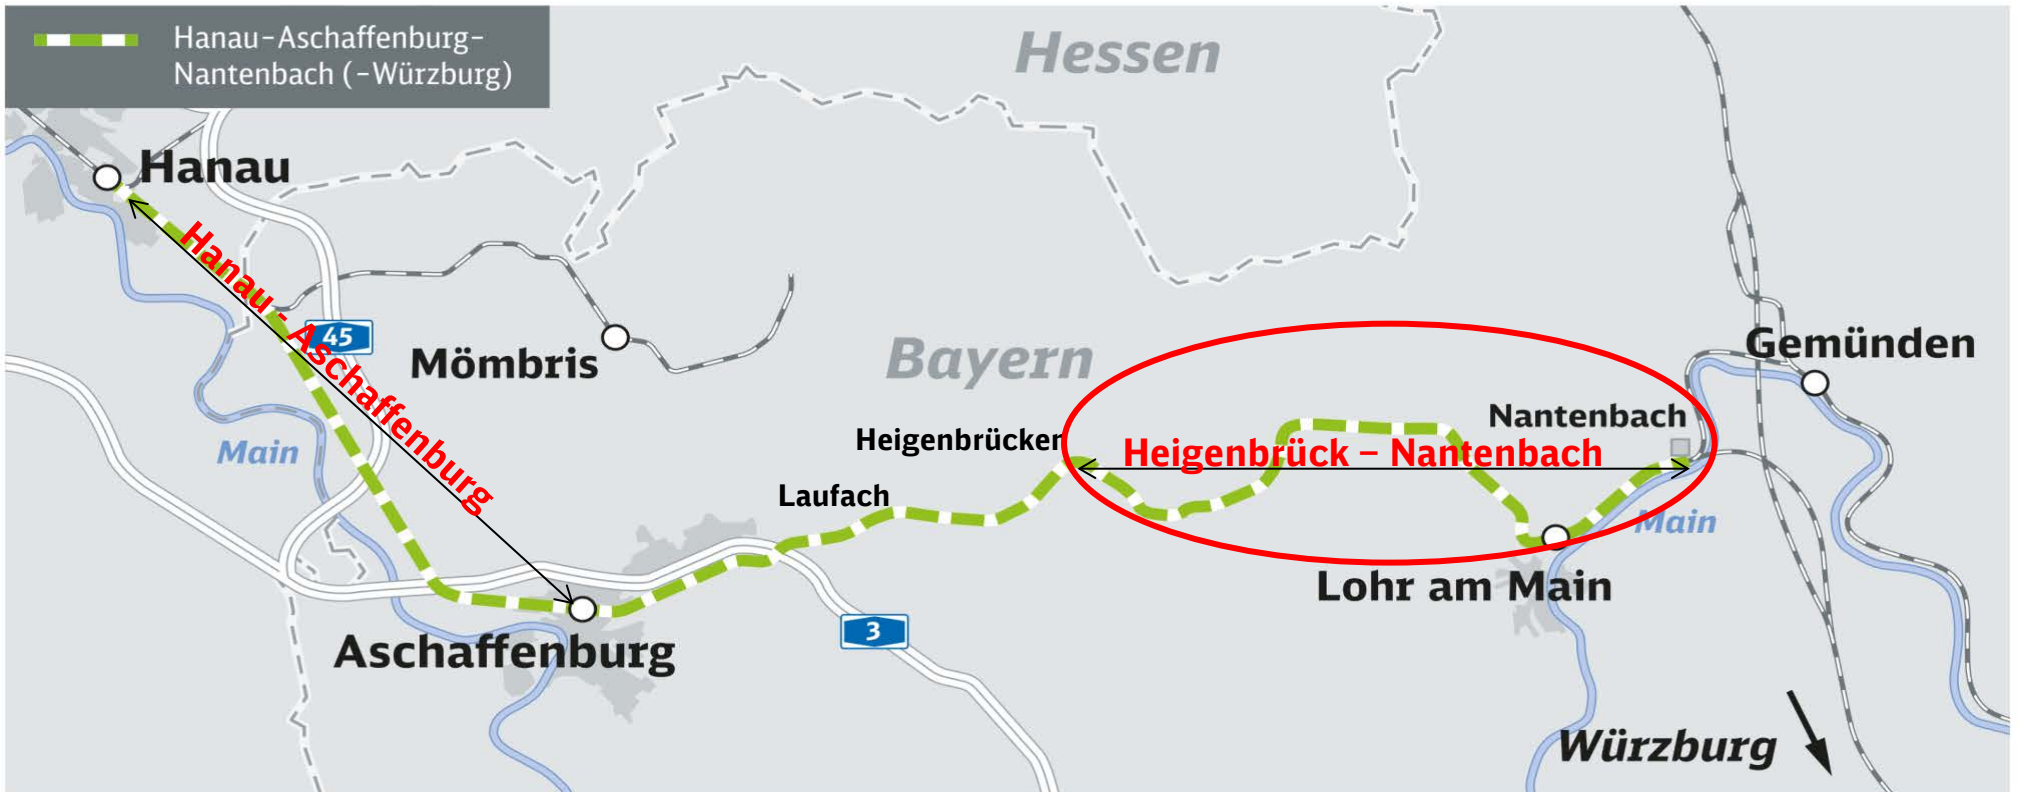 Hanau-Aschaffenburg-
Nantenbach (-Würzburg)
Hessen
Hanau
Hanau - Aschaffenburg
45
Mömbris
Bayern
Gemünden
Nantenbach
Heigenbrücken
Heigenbrück – Nantenbach
Main
Laufach
Main
Lohr am Main
3
Aschaffenburg
Würzburg